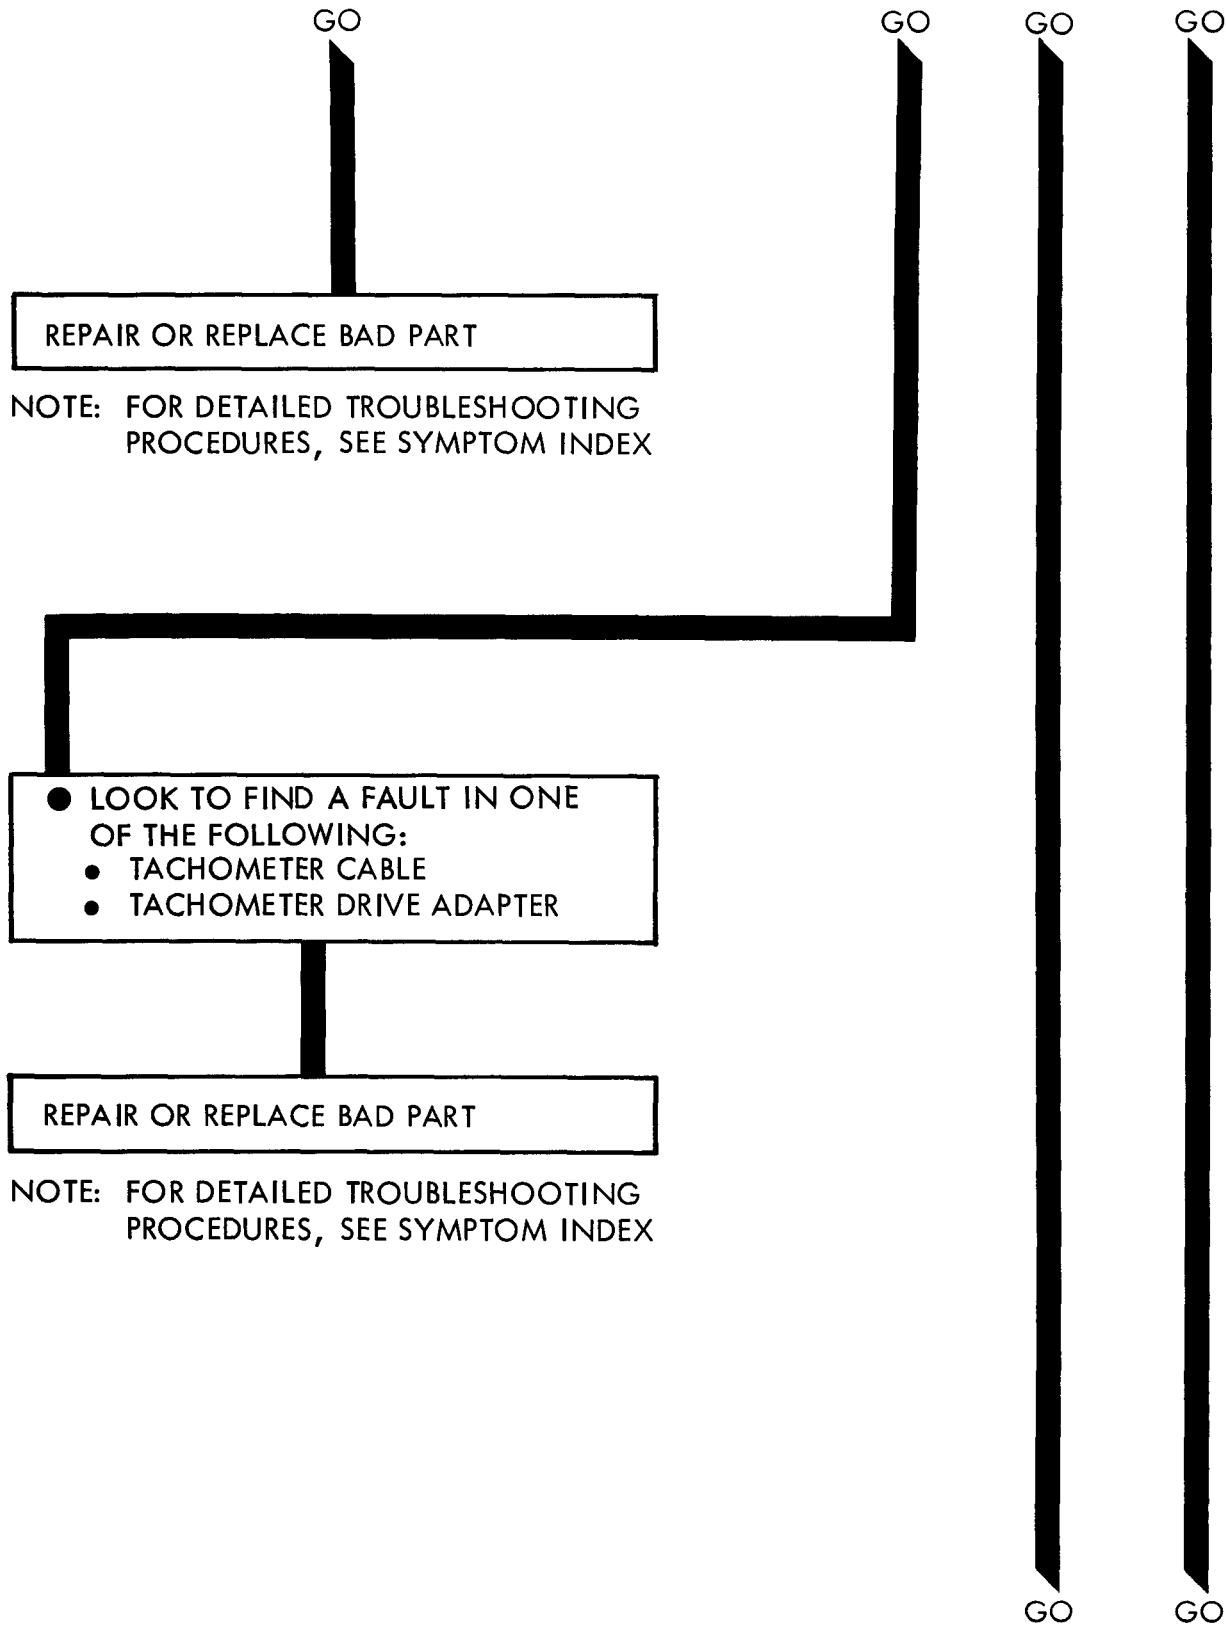 GO GO GO GO
REPAIR OR REPLACE BAD PART
NOTE: FOR DETAILED TROUBLESHOOTING
PROCEDURES, SEE SYMPTOM INDEX
● LOOK TO FIND A FAULT IN ONE
OF THE FOLLOWING:
● TACHOMETER CABLE
● TACHOMETER DRIVE ADAPTER
REPAIR OR REPLACE BAD PART
NOTE: FOR DETAILED TROUBLESHOOTING
PROCEDURES, SEE SYMPTOM INDEX
GO GO